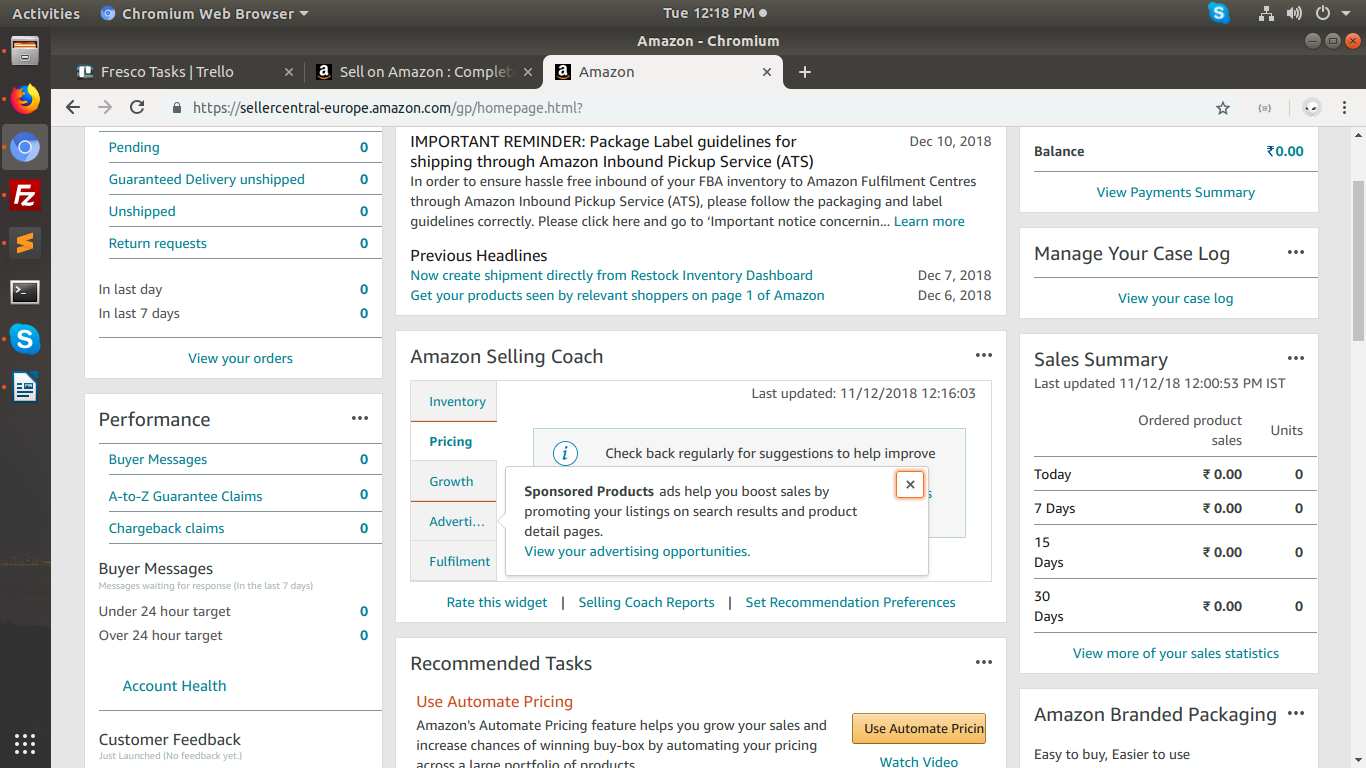 Activities
Chromium Web Browser
Tue 12:18 PM
Amazon - Chromium
Fresco Tasks | Trello
Sell on Amazon : Complet
Amazon
https://sellercentral-europe.amazon.com/gp/homepage.html?
Pending 0
Guaranteed Delivery unshipped 0
Unshipped 0
Return requests 0
In last day 0
In last 7 days 0
View your orders
Performance
Buyer Messages 0
A-to-Z Guarantee Claims 0
Chargeback claims 0
Buyer Messages
Messages waiting for response (In the last 7 days)
Under 24 hour target 0
Over 24 hour target 0
Account Health
Customer Feedback
Just Launched (No feedback yet.)
IMPORTANT REMINDER: Package Label guidelines for Dec 10, 2018
shipping through Amazon Inbound Pickup Service (ATS)
In order to ensure hassle free inbound of your FBA inventory to Amazon Fulfilment Centres
through Amazon Inbound Pickup Service (ATS), please follow the packaging and label
guidelines correctly. Please click here and go to ‘Important notice concernin... Learn more
Previous Headlines
Now create shipment directly from Restock Inventory Dashboard Dec 7, 2018
Get your products seen by relevant shoppers on page 1 of Amazon Dec 6, 2018
Amazon Selling Coach
Last updated: 11/12/2018 12:16:03
Inventory
Pricing
Growth
Adverti...
Fulfilment
Check back regularly for suggestions to help improve
s
Sponsored Products ads help you boost sales by
promoting your listings on search results and product
detail pages.
View your advertising opportunities.
Rate this widget | Selling Coach Reports | Set Recommendation Preferences
Recommended Tasks
Use Automate Pricing
Amazon's Automate Pricing feature helps you grow your sales and
increase chances of winning buy-box by automating your pricing
across a large portfolio of products
Use Automate Pricin
Watch Video
Balance ₹0.00
View Payments Summary
Manage Your Case Log
View your case log
Sales Summary
Last updated 11/12/18 12:00:53 PM IST
Ordered product
sales Units
Today ₹ 0.00 0
7 Days ₹ 0.00 0
15
Days ₹ 0.00 0
30
Days ₹ 0.00 0
View more of your sales statistics
Amazon Branded Packaging
Easy to buy, Easier to use